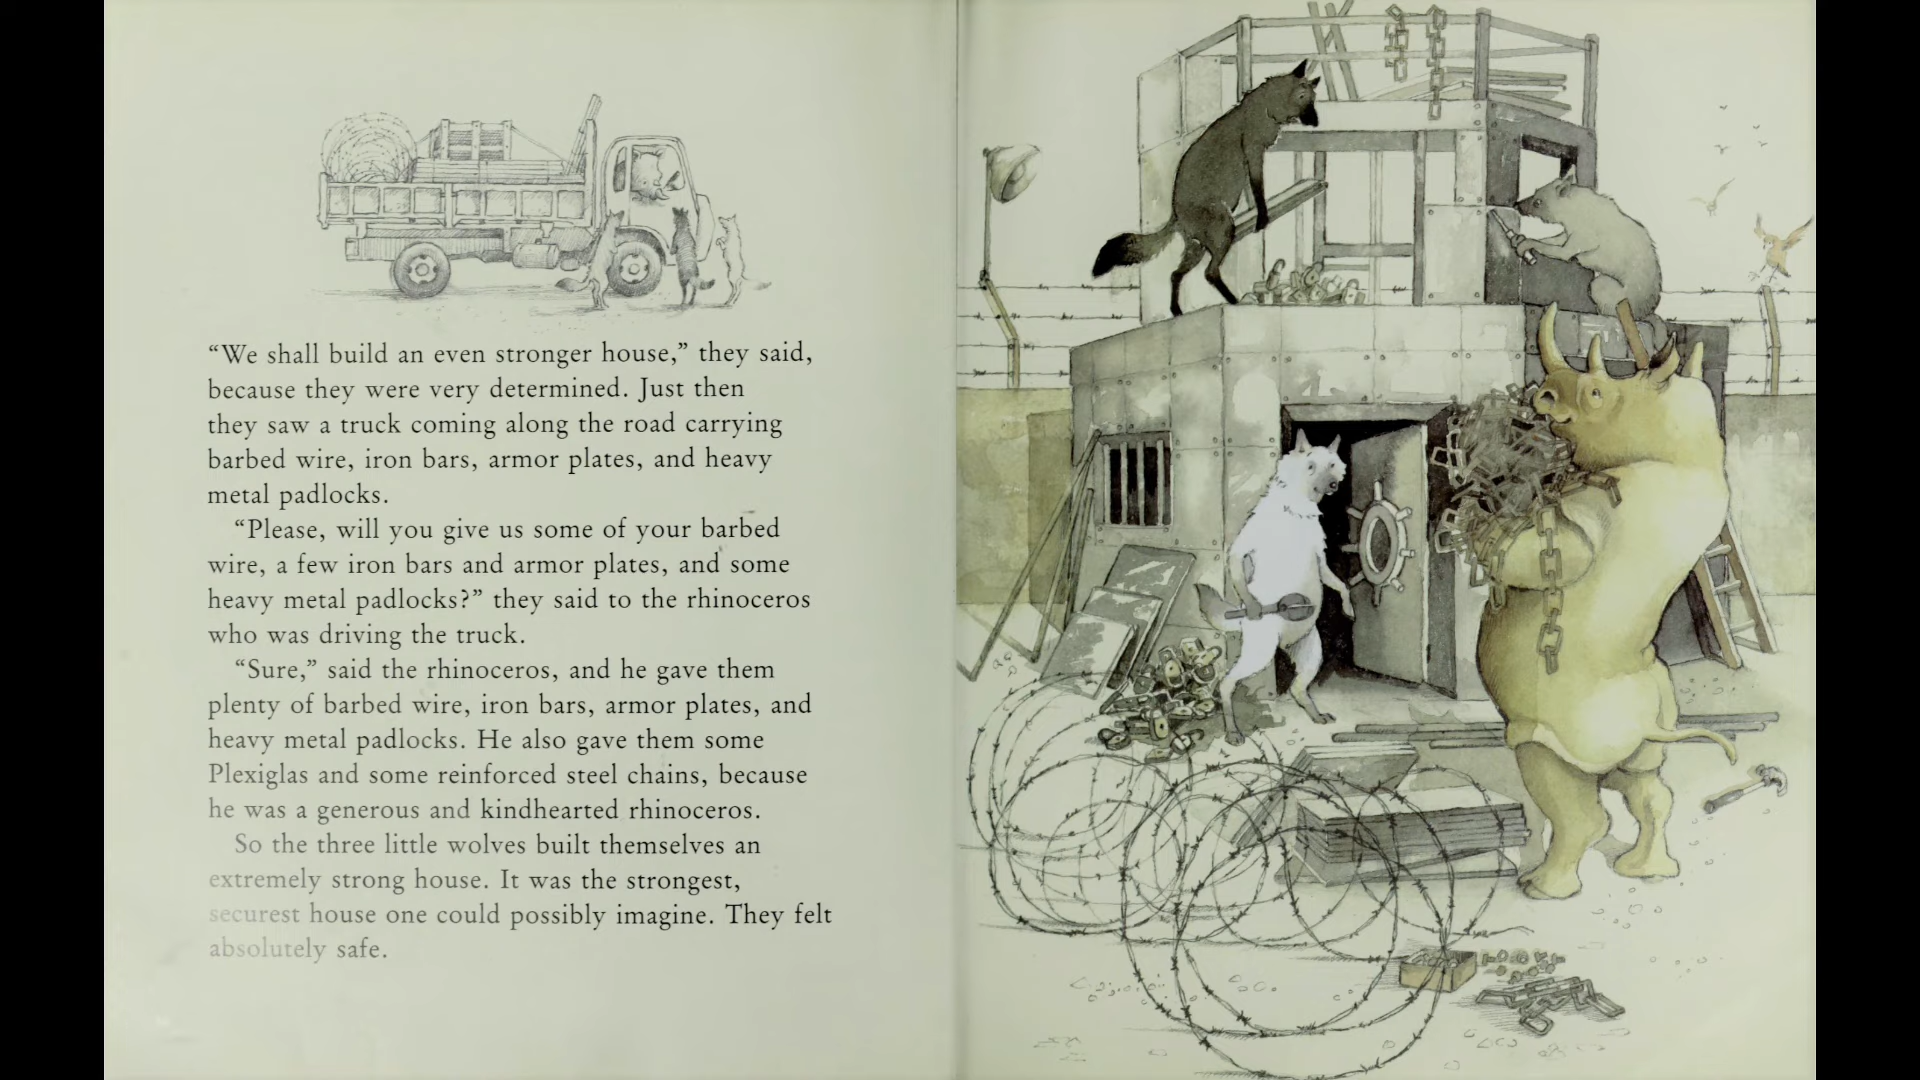 “We shall build an even stronger house,” they said,
because they were very determined. Just then
they saw a truck coming along the road carrying
barbed wire, iron bars, armor plates, and heavy
metal padlocks.
“Please, will you give us some of your barbed
wire, a few iron bars and armor plates, and some
heavy metal padlocks?” they said to the rhinoceros
who was driving the truck.
“Sure,” said the rhinoceros, and he gave them
plenty of barbed wire, iron bars, armor plates, and
heavy metal padlocks. He also gave them some
Plexiglas and some reinforced steel chains, because
he was a generous and kindhearted rhinoceros.
So the three little wolves built themselves an
extremely strong house. It was the strongest,
securest house one could possibly imagine. They felt
absolutely safe.